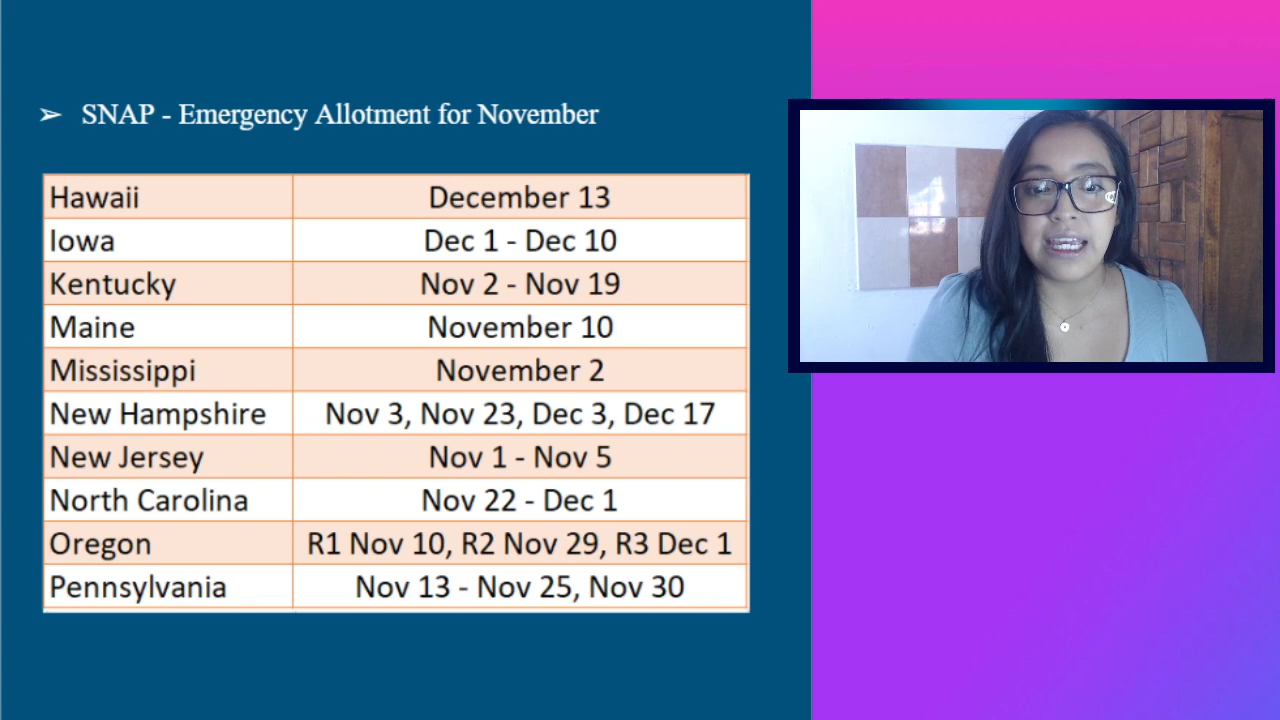 ➢ SNAP - Emergency Allotment for November
Hawaii December 13
Iowa Dec 1 - Dec 10
Kentucky Nov 2 - Nov 19
Maine November 10
Mississippi November 2
New Hampshire Nov 3, Nov 23, Dec 3, Dec 17
New Jersey Nov 1 - Nov 5
North Carolina Nov 22 - Dec 1
Oregon R1 Nov 10, R2 Nov 29, R3 Dec 1
Pennsylvania Nov 13 - Nov 25, Nov 30